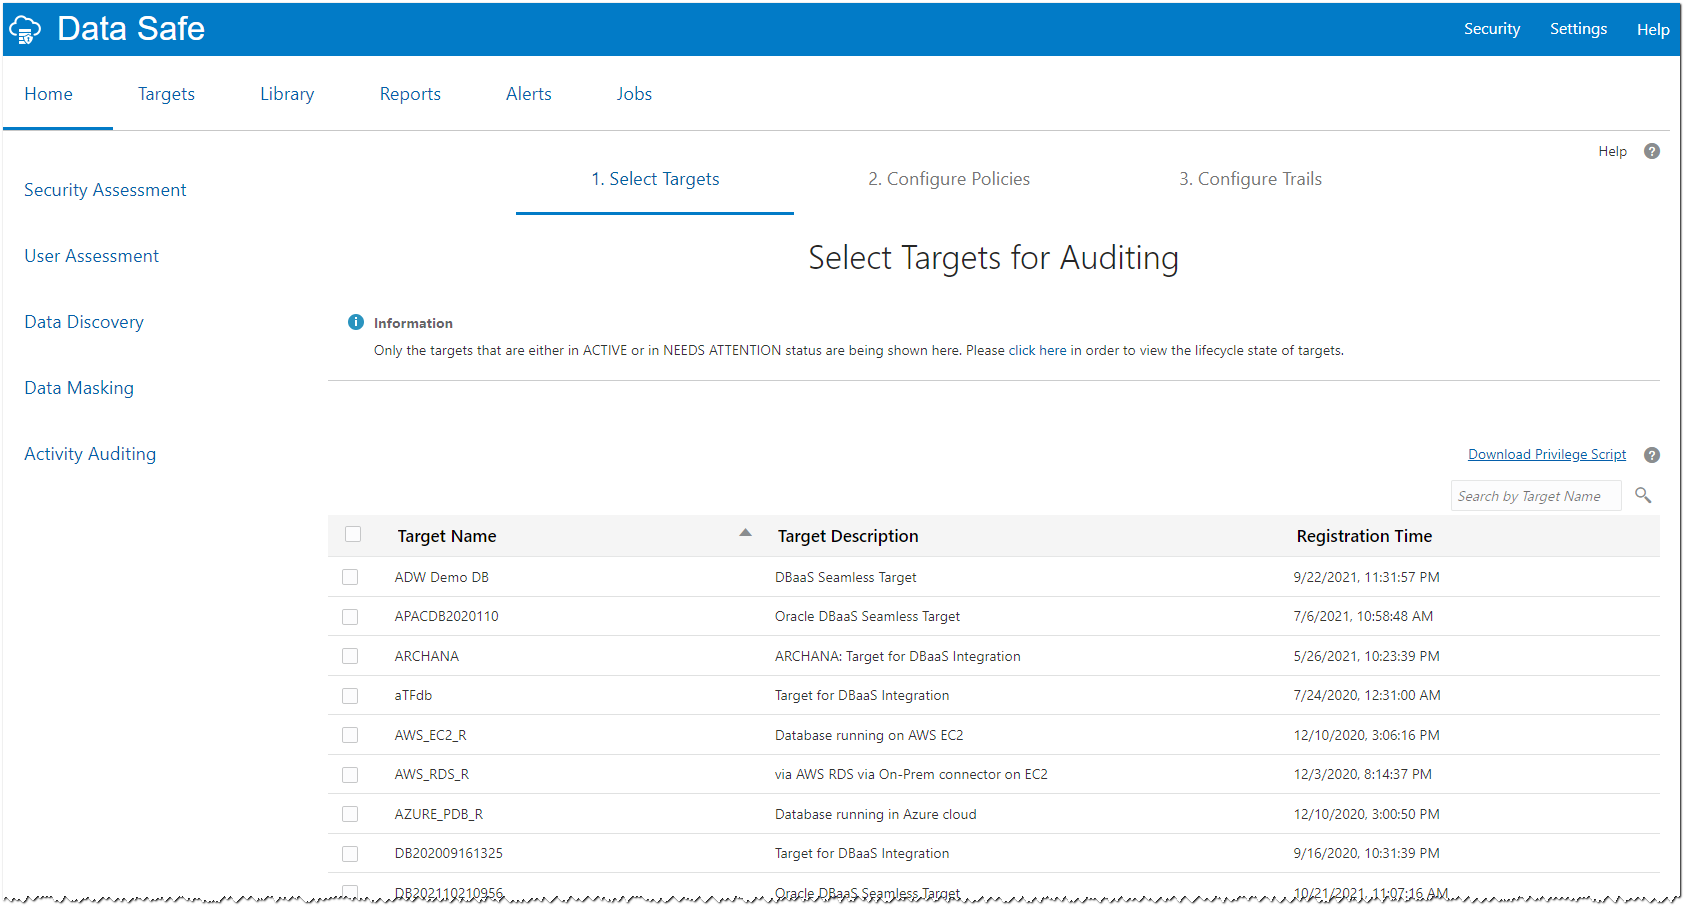 Data Safe
Security Settings Help
Home Targets Library Reports Alerts Jobs
Help ?
Security Assessment
User Assessment
Data Discovery
Data Masking
Activity Auditing
1. Select Targets 2. Configure Policies 3. Configure Trails
Select Targets for Auditing
i Information
Only the targets that are either in ACTIVE or in NEEDS ATTENTION status are being shown here. Please click here in order to view the lifecycle state of targets.
Download Privilege Script ?
Search by Target Name
Target Name Target Description Registration Time
ADW Demo DB DBaaS Seamless Target 9/22/2021, 11:31:57 PM
APACDB2020110 Oracle DBaaS Seamless Target 7/6/2021, 10:58:48 AM
ARCHANA ARCHANA: Target for DBaaS Integration 5/26/2021, 10:23:39 PM
aTFdb Target for DBaaS Integration 7/24/2020, 12:31:00 AM
AWS_EC2_R Database running on AWS EC2 12/10/2020, 3:06:16 PM
AWS_RDS_R via AWS RDS via On-Prem connector on EC2 12/3/2020, 8:14:37 PM
AZURE_PDB_R Database running in Azure cloud 12/10/2020, 3:00:50 PM
DB202009161325 Target for DBaaS Integration 9/16/2020, 10:31:39 PM
DB202110210956 Oracle DBaaS Seamless Target 10/21/2021, 11:07:16 AM